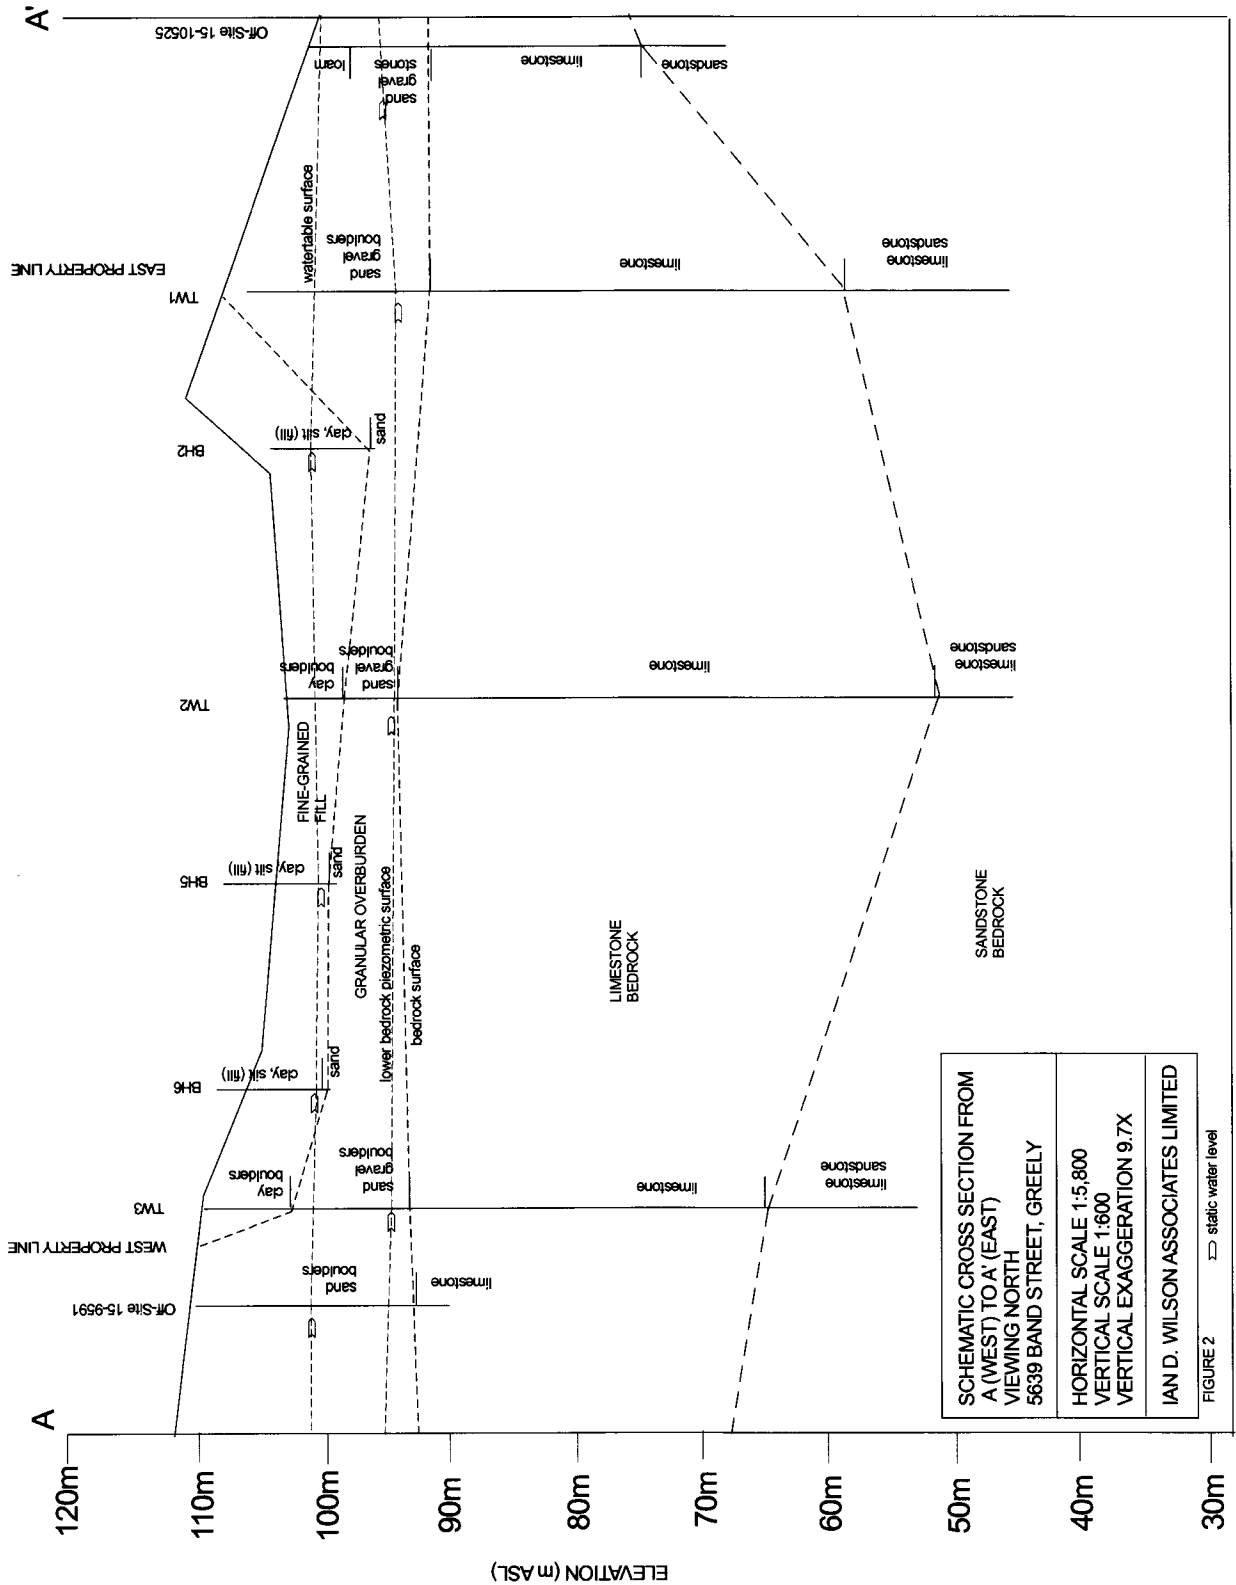 A
A'
120m
110m
100m
90m
80m
70m
60m
50m
40m
30m
ELEVATION (m ASL)
Off-Site 15-9591
WEST PROPERTY LINE
TW3
BH6
BH5
TW2
BH2
TW1
EAST PROPERTY LINE
Off-Site 15-10525
sand
boulders
limestone
clay
boulders
sand
gravel
boulders
limestone
limestone
sandstone
clay, silt (fill)
sand
clay, silt (fill)
sand
FINE-GRAINED
FILL
GRANULAR OVERBURDEN
lower bedrock piezometric surface
bedrock surface
LIMESTONE
BEDROCK
SANDSTONE
BEDROCK
clay
boulders
sand
gravel
boulders
limestone
limestone
sandstone
clay, silt (fill)
sand
watertable surface
sand
gravel
boulders
limestone
limestone
sandstone
loam
sand
gravel
stones
limestone
sandstone
SCHEMATIC CROSS SECTION FROM
A (WEST) TO A' (EAST)
VIEWING NORTH
5639 BAND STREET, GREELY
HORIZONTAL SCALE 1:5,800
VERTICAL SCALE 1:600
VERTICAL EXAGGERATION 9.7X
IAN D. WILSON ASSOCIATES LIMITED
FIGURE 2
static water level